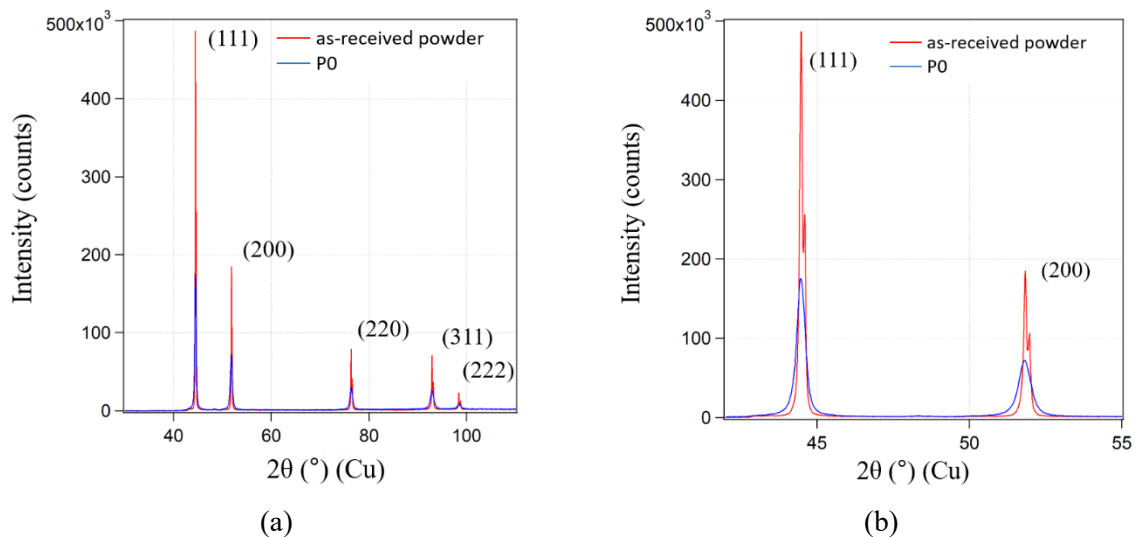 500x10³
400
300
200
100
0
Intensity (counts)
as-received powder
P0
(111)
(200)
(220)
(311)
(222)
40
60
80
100
2θ (°) (Cu)
(a)
500x10³
400
300
200
100
0
Intensity (counts)
as-received powder
P0
(111)
(200)
45
50
55
2θ (°) (Cu)
(b)